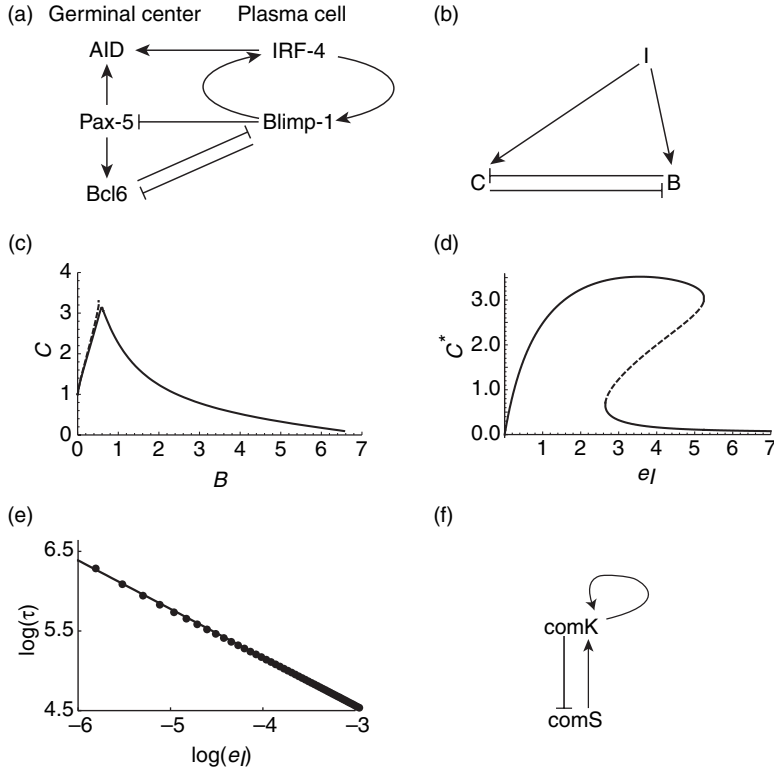 (a)
Germinal center
Plasma cell
AID
IRF-4
Pax-5
Blimp-1
Bcl6
(b)
I
C
B
(c)
4
3
2
1
0
C
0 1 2 3 4 5 6 7
B
(d)
3.0
2.0
1.0
0.0
C*
1 2 3 4 5 6 7
eI
(e)
6.5
5.5
4.5
log(τ)
–6 –5 –4 –3
log(eI)
(f)
comK
comS